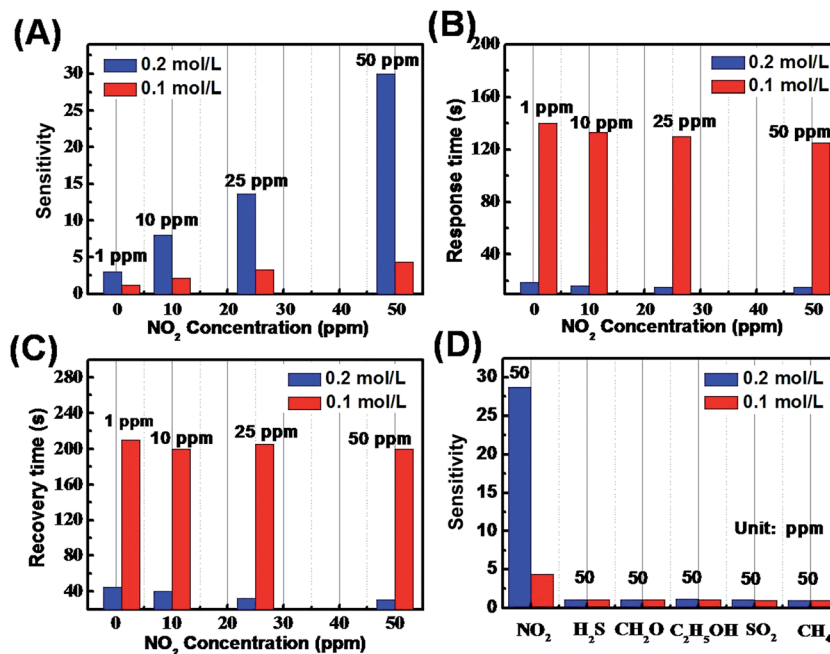 (A)
Sensitivity
30
25
20
15
10
5
0
0.2 mol/L
0.1 mol/L
1 ppm
10 ppm
25 ppm
50 ppm
0 10 20 30 40 50
NO₂ Concentration (ppm)
(B)
Response time (s)
200
160
120
80
40
0.2 mol/L
0.1 mol/L
1 ppm
10 ppm
25 ppm
50 ppm
0 10 20 30 40 50
NO₂ Concentration (ppm)
(C)
Recovery time (s)
280
240
200
160
120
80
40
0.2 mol/L
0.1 mol/L
1 ppm
10 ppm
25 ppm
50 ppm
0 10 20 30 40 50
NO₂ Concentration (ppm)
(D)
Sensitivity
30
25
20
15
10
5
0
0.2 mol/L
0.1 mol/L
Unit: ppm
50 50 50 50 50 50
NO₂ H₂S CH₂O C₂H₅OH SO₂ CH₄